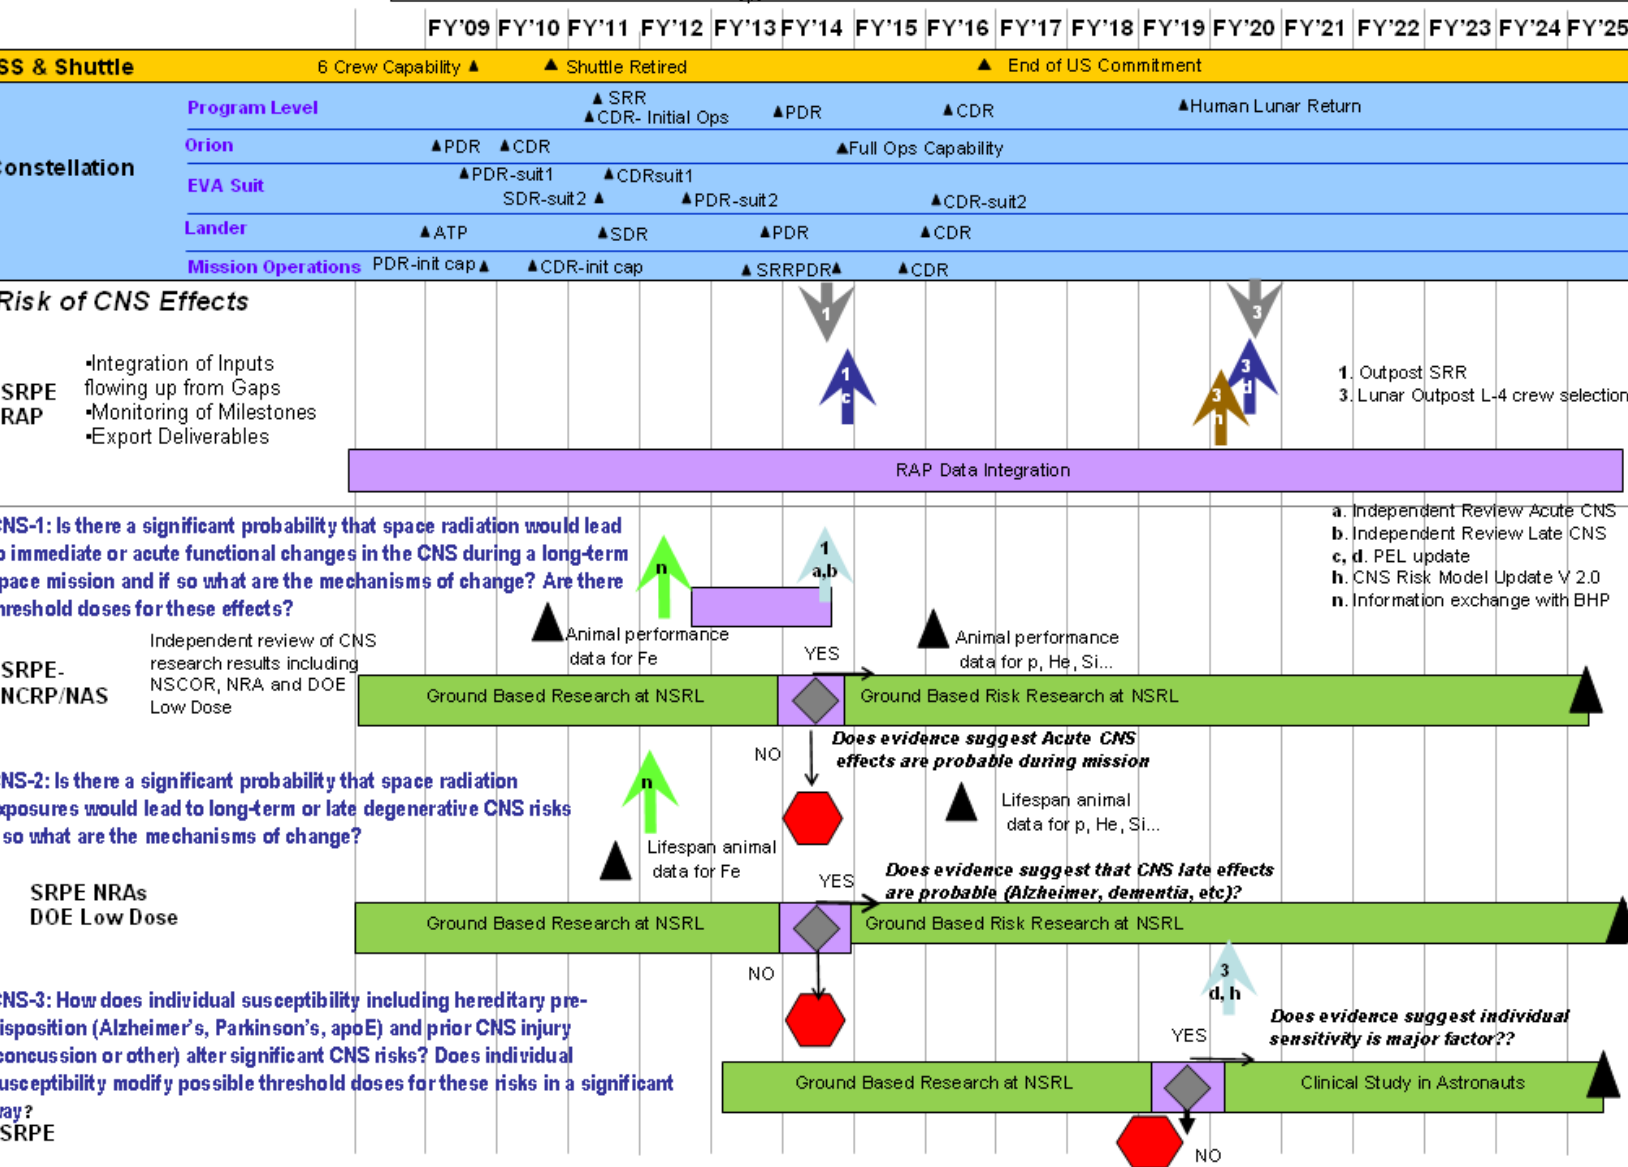 FY'09 FY'10 FY'11 FY'12 FY'13 FY'14 FY'15 FY'16 FY'17 FY'18 FY'19 FY'20 FY'21 FY'22 FY'23 FY'24 FY'25
SS & Shuttle 6 Crew Capability Shuttle Retired End of US Commitment
Constellation
Program Level SRR
CDR- Initial Ops PDR CDR Human Lunar Return
Orion PDR CDR Full Ops Capability
EVA Suit PDR-suit1 CDRsuit1
SDR-suit2 PDR-suit2 CDR-suit2
Lander ATP SDR PDR CDR
Mission Operations PDR-init cap CDR-init cap SRRPDR CDR
Risk of CNS Effects
1 3
SRPE
RAP
▪Integration of Inputs
flowing up from Gaps
▪Monitoring of Milestones
▪Export Deliverables
1
c
3
h
3
d
1. Outpost SRR
3. Lunar Outpost L-4 crew selection
RAP Data Integration
a. Independent Review Acute CNS
b. Independent Review Late CNS
c, d. PEL update
h. CNS Risk Model Update V 2.0
n. Information exchange with BHP
CNS-1: Is there a significant probability that space radiation would lead
o immediate or acute functional changes in the CNS during a long-term
pace mission and if so what are the mechanisms of change? Are there
hreshold doses for these effects?
n
1
a,b
Animal performance
data for Fe
Animal performance
data for p, He, Si...
SRPE-
NCRP/NAS
Independent review of CNS
research results including
NSCOR, NRA and DOE
Low Dose
YES
Ground Based Research at NSRL Ground Based Risk Research at NSRL
NO
Does evidence suggest Acute CNS
effects are probable during mission
CNS-2: Is there a significant probability that space radiation
xposures would lead to long-term or late degenerative CNS risks
so what are the mechanisms of change?
n
Lifespan animal
data for Fe
Lifespan animal
data for p, He, Si...
SRPE NRAs
DOE Low Dose
YES
Does evidence suggest that CNS late effects
are probable (Alzheimer, dementia, etc)?
Ground Based Research at NSRL Ground Based Risk Research at NSRL
NO
CNS-3: How does individual susceptibility including hereditary pre-
isposition (Alzheimer's, Parkinson's, apoE) and prior CNS injury
concussion or other) alter significant CNS risks? Does individual
usceptibility modify possible threshold doses for these risks in a significant
way?
SRPE
3
d, h
YES
Does evidence suggest individual
sensitivity is major factor??
Ground Based Research at NSRL Clinical Study in Astronauts
NO